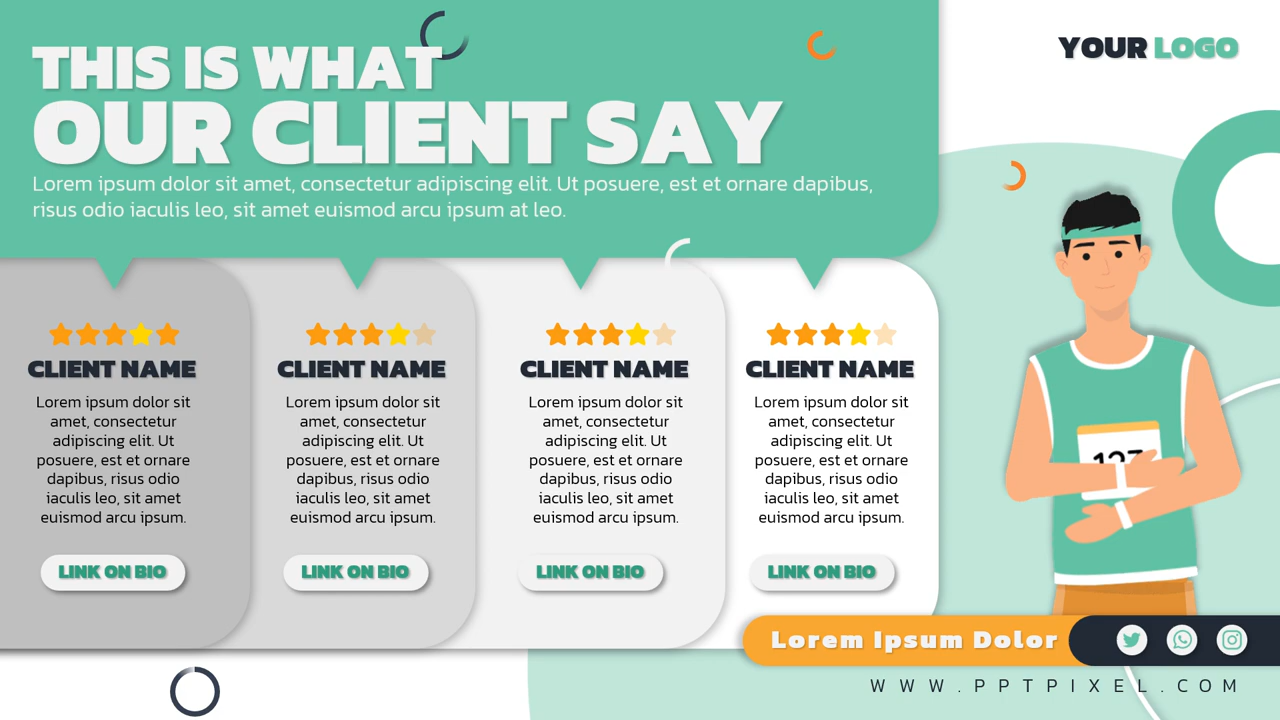 THIS IS WHAT
OUR CLIENT SAY
Lorem ipsum dolor sit amet, consectetur adipiscing elit. Ut posuere, est et ornare dapibus,
risus odio iaculis leo, sit amet euismod arcu ipsum at leo.
YOUR LOGO
CLIENT NAME
Lorem ipsum dolor sit
amet, consectetur
adipiscing elit. Ut
posuere, est et ornare
dapibus, risus odio
iaculis leo, sit amet
euismod arcu ipsum.
LINK ON BIO
CLIENT NAME
Lorem ipsum dolor sit
amet, consectetur
adipiscing elit. Ut
posuere, est et ornare
dapibus, risus odio
iaculis leo, sit amet
euismod arcu ipsum.
LINK ON BIO
CLIENT NAME
Lorem ipsum dolor sit
amet, consectetur
adipiscing elit. Ut
posuere, est et ornare
dapibus, risus odio
iaculis leo, sit amet
euismod arcu ipsum.
LINK ON BIO
CLIENT NAME
Lorem ipsum dolor sit
amet, consectetur
adipiscing elit. Ut
posuere, est et ornare
dapibus, risus odio
iaculis leo, sit amet
euismod arcu ipsum.
LINK ON BIO
Lorem Ipsum Dolor
WWW.PPTPIXEL.COM